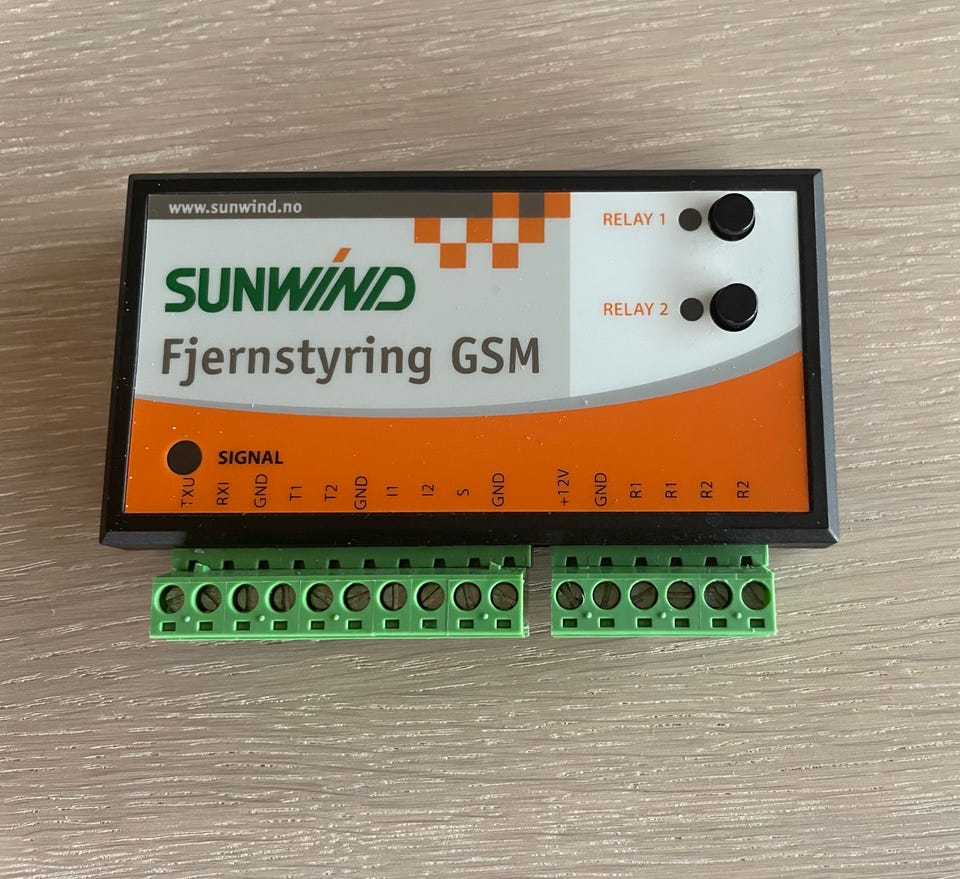 www.sunwind.no
SUNWIND
Fjernstyring GSM
RELAY 1
RELAY 2
SIGNAL
TXU RXI GND T1 T2 GND I1 I2 S GND +12V GND R1 R1 R2 R2